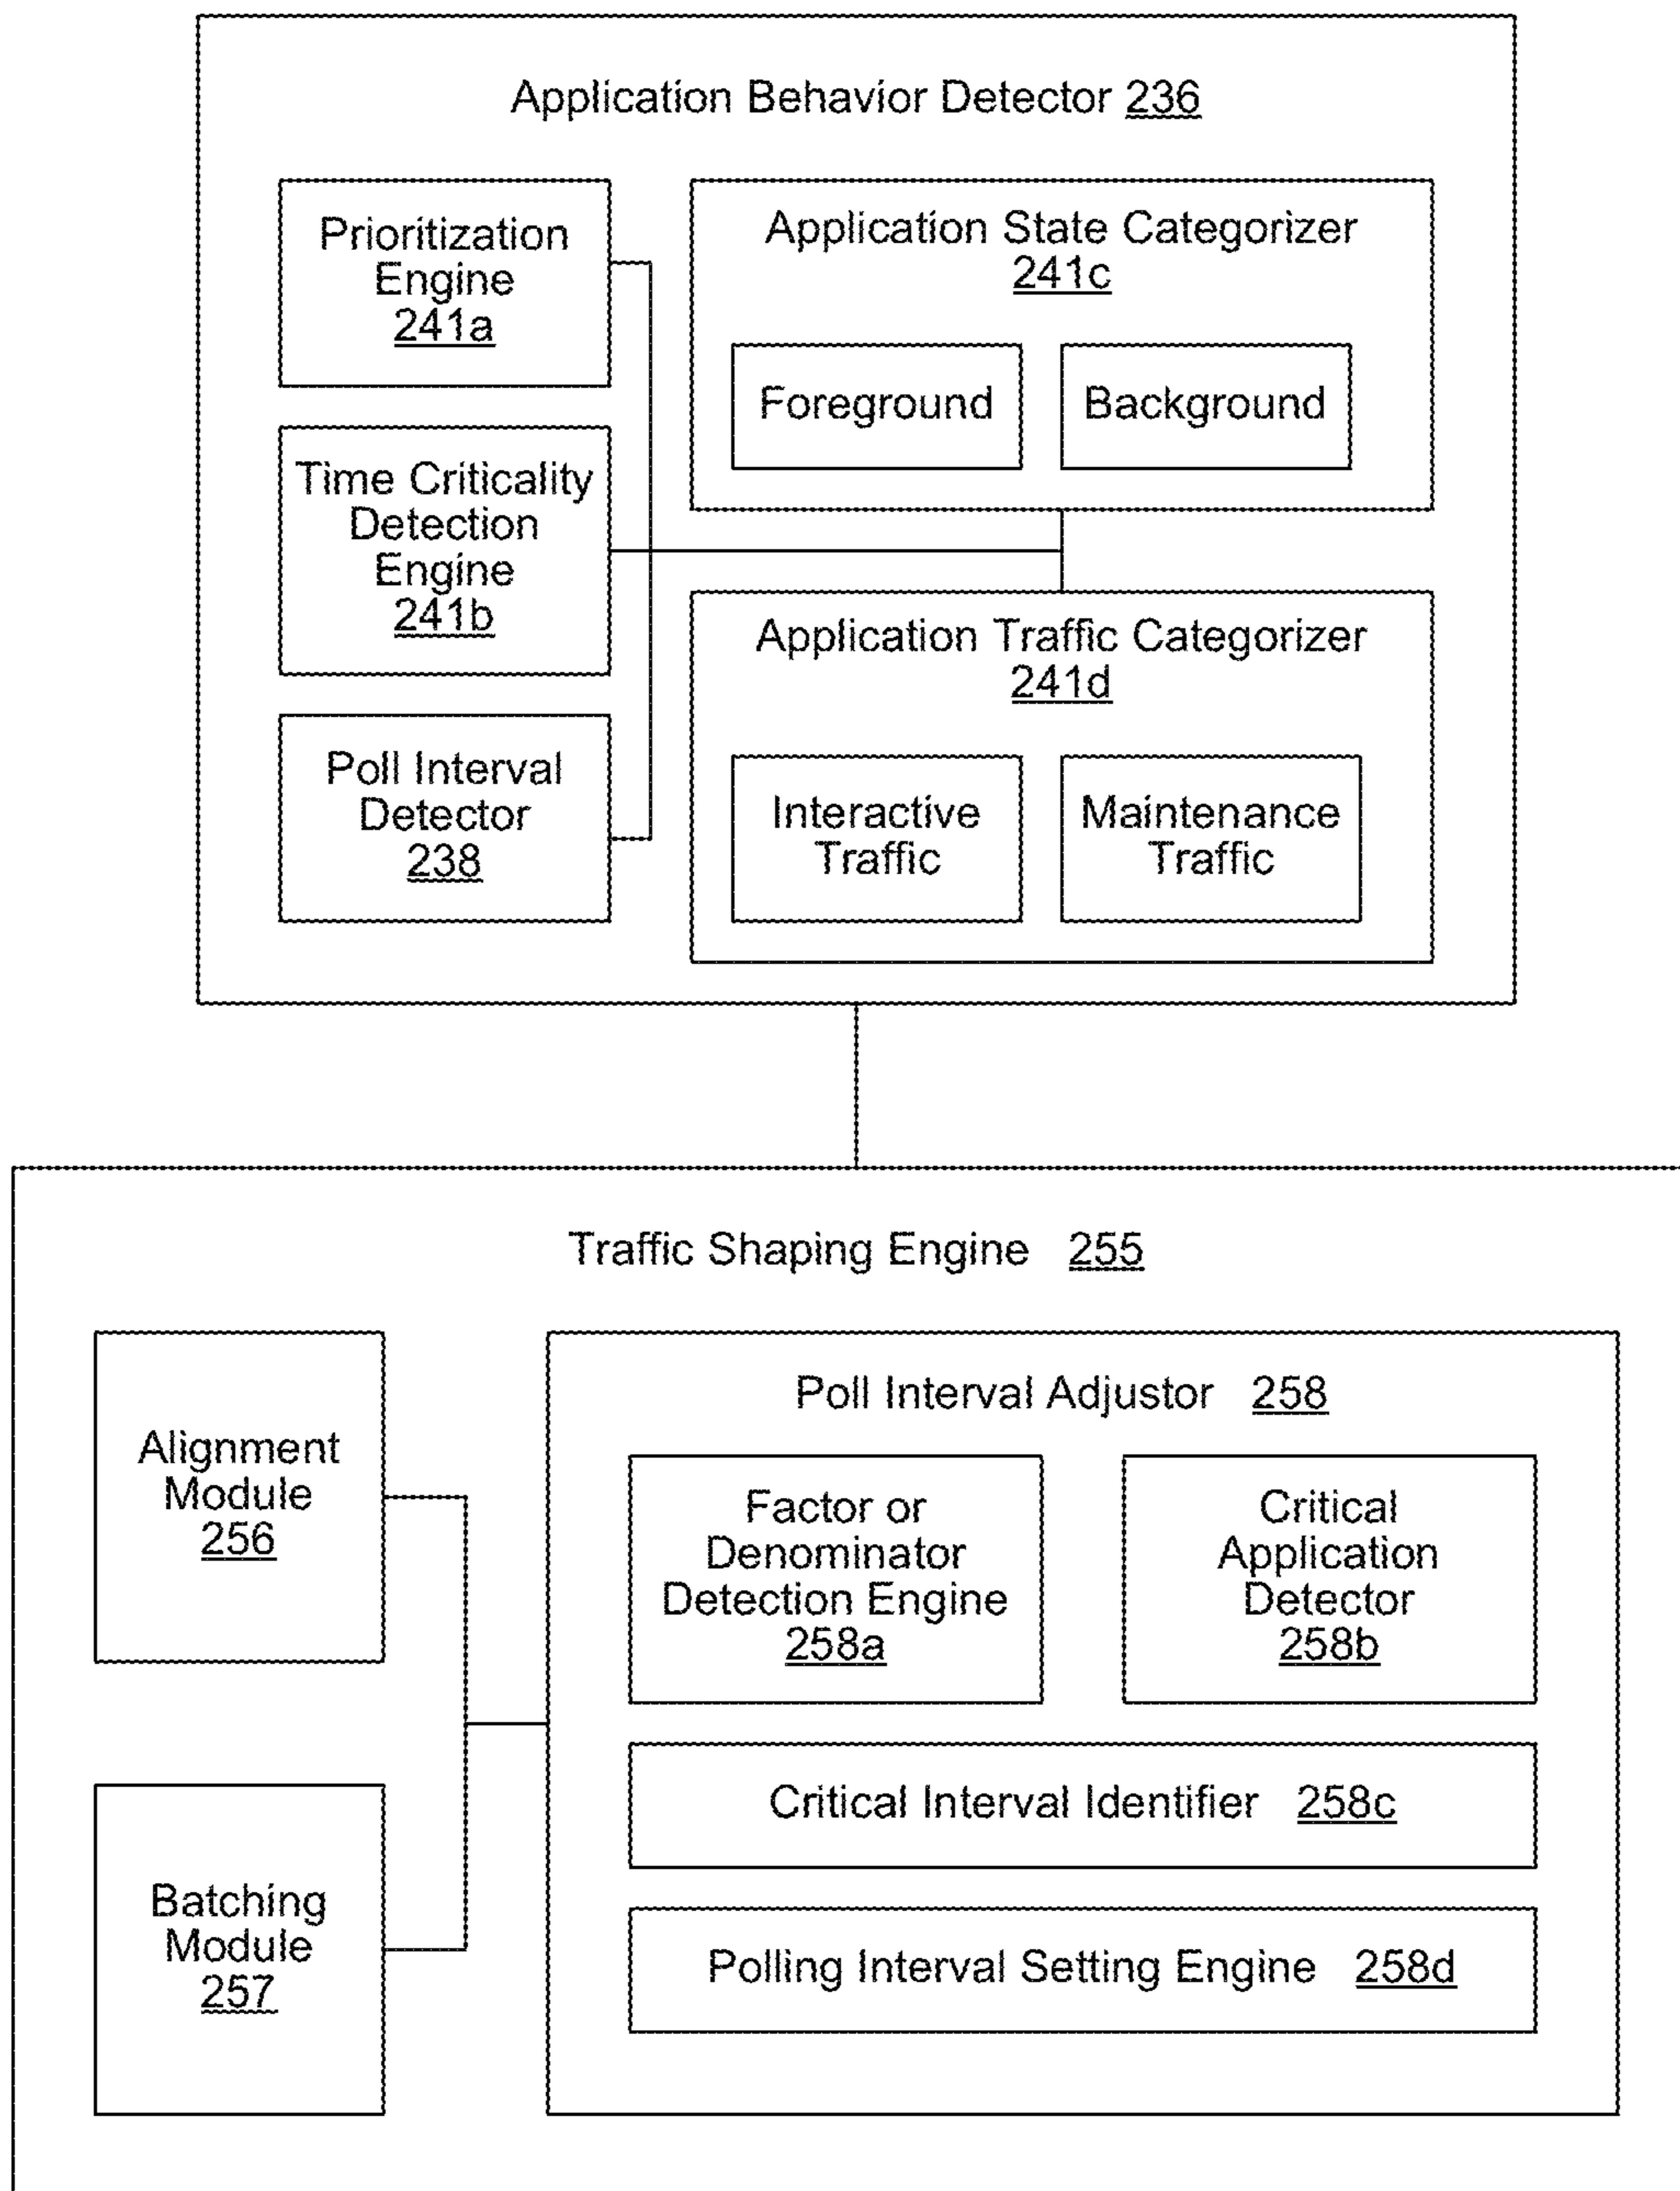 Application Behavior Detector 236
Prioritization
Engine
241a
Application State Categorizer
241c
Foreground
Background
Time Criticality
Detection
Engine
241b
Application Traffic Categorizer
241d
Poll Interval
Detector
238
Interactive
Traffic
Maintenance
Traffic
Traffic Shaping Engine 255
Alignment
Module
256
Poll Interval Adjustor 258
Factor or
Denominator
Detection Engine
258a
Critical
Application
Detector
258b
Critical Interval Identifier 258c
Batching
Module
257
Polling Interval Setting Engine 258d